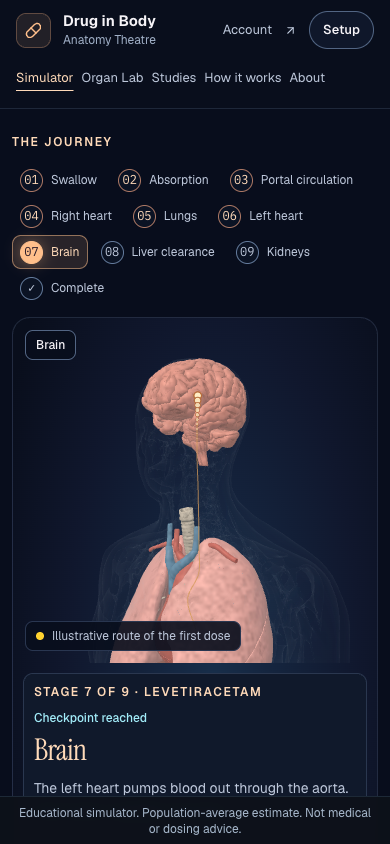 Drug in Body
Anatomy Theatre
Account ↗ Setup
Simulator Organ Lab Studies How it works About
THE JOURNEY
01 Swallow 02 Absorption 03 Portal circulation
04 Right heart 05 Lungs 06 Left heart
07 Brain 08 Liver clearance 09 Kidneys
✓ Complete
Brain
Illustrative route of the first dose
STAGE 7 OF 9 · LEVETIRACETAM
Checkpoint reached
Brain
The left heart pumps blood out through the aorta.
Educational simulator. Population-average estimate. Not medical
or dosing advice.